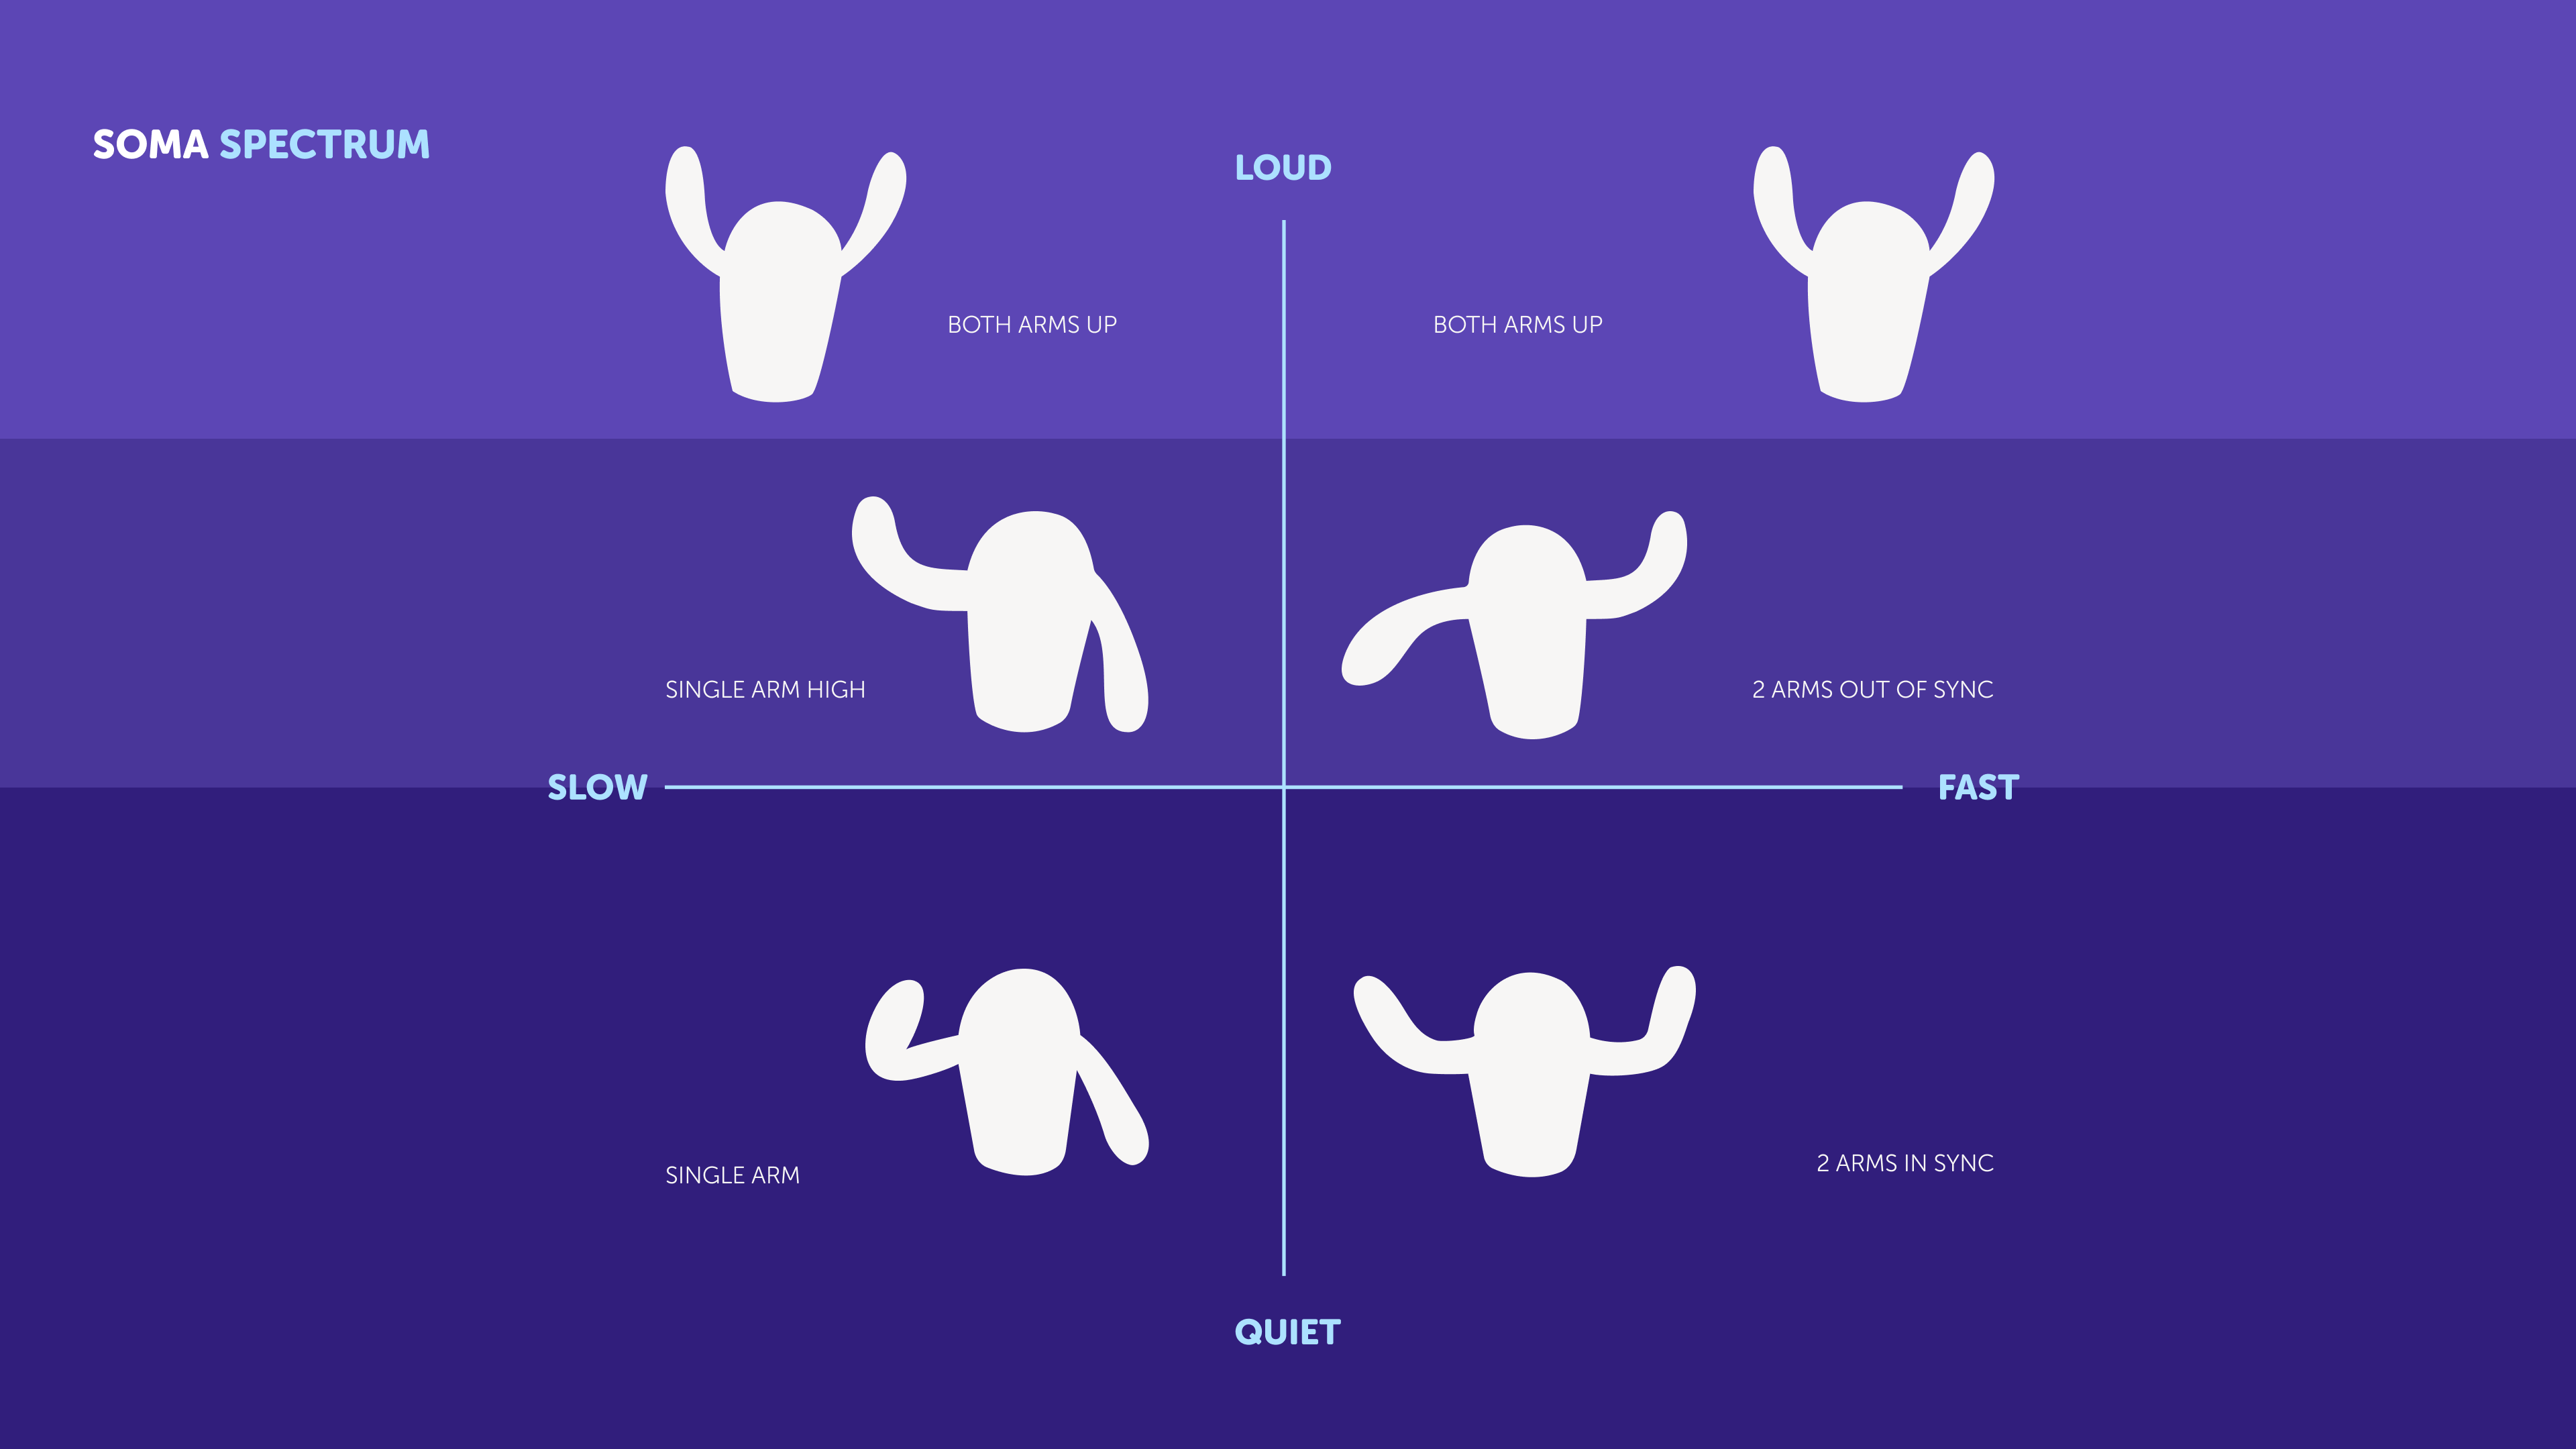 SOMA SPECTRUM
LOUD
BOTH ARMS UP
BOTH ARMS UP
SINGLE ARM HIGH
2 ARMS OUT OF SYNC
SLOW
FAST
SINGLE ARM
2 ARMS IN SYNC
QUIET